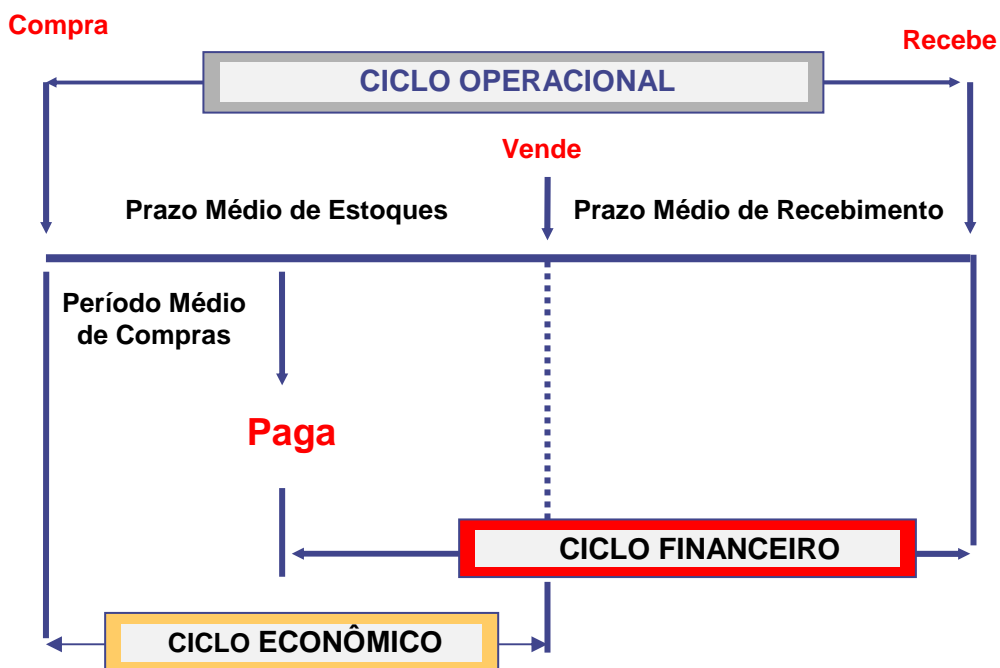 Compra
Recebe
CICLO OPERACIONAL
Vende
Prazo Médio de Estoques
Prazo Médio de Recebimento
Período Médio
de Compras
Paga
CICLO FINANCEIRO
CICLO ECONÔMICO